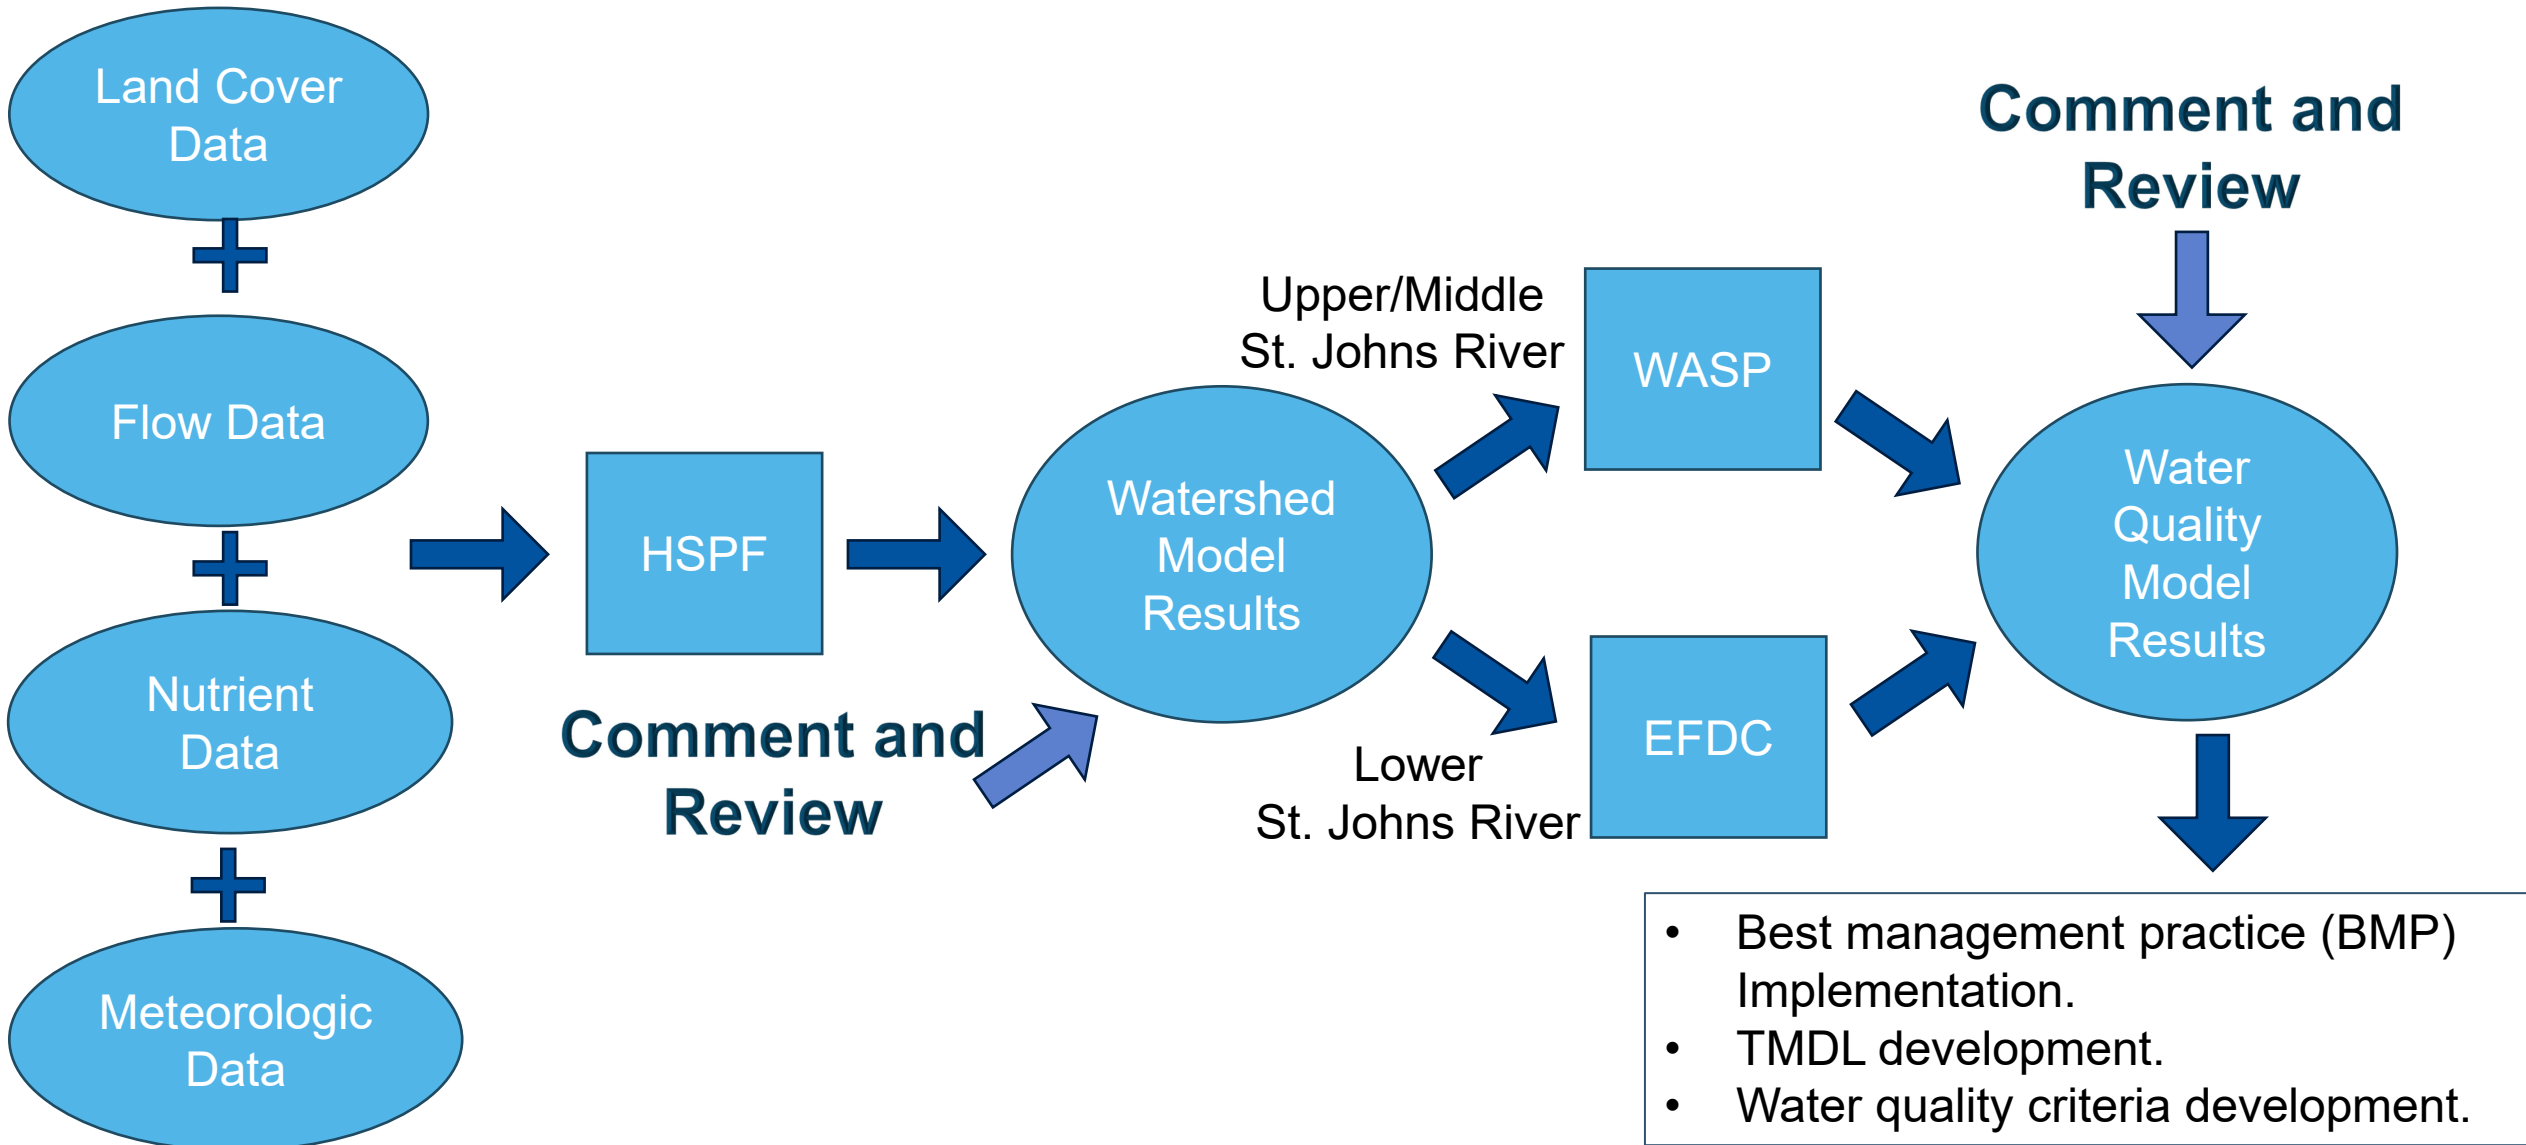 Land Cover
Data
Flow Data
Nutrient
Data
Meteorologic
Data
HSPF
Comment and
Review
Watershed
Model
Results
Upper/Middle
St. Johns River
WASP
Lower
St. Johns River
EFDC
Comment and
Review
Water
Quality
Model
Results
• Best management practice (BMP)
Implementation.
• TMDL development.
• Water quality criteria development.